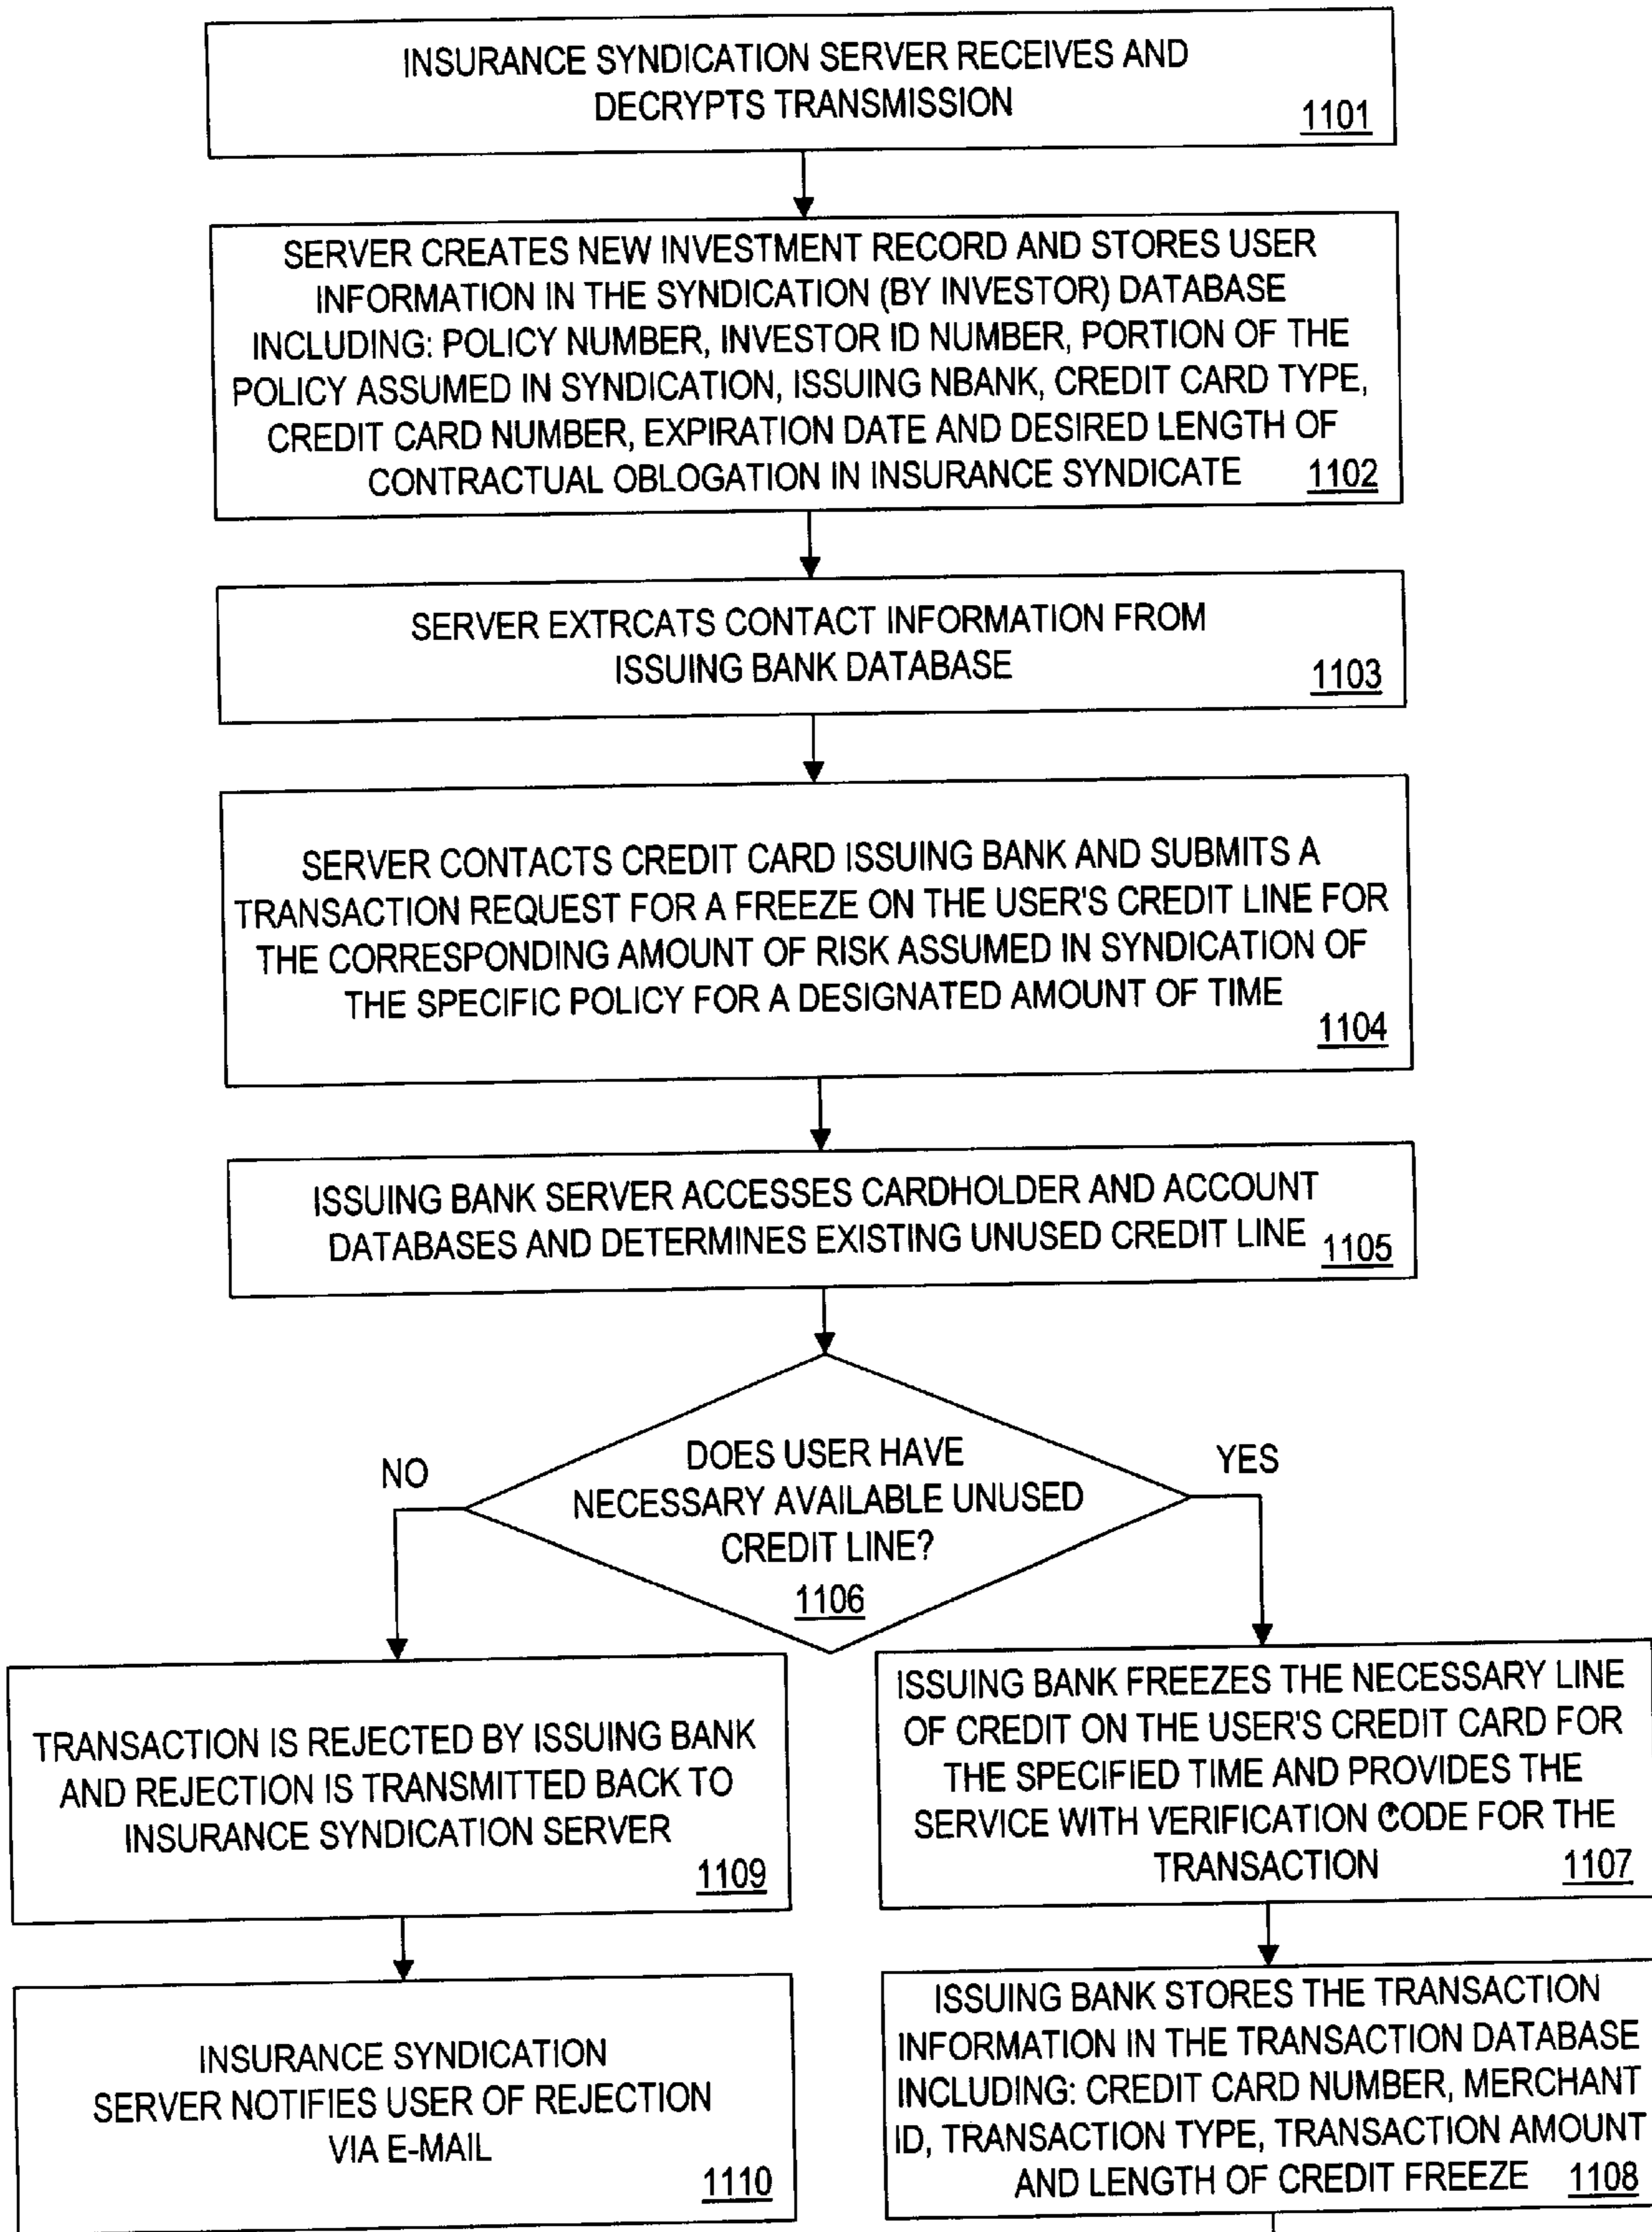 INSURANCE SYNDICATION SERVER RECEIVES AND
DECRYPTS TRANSMISSION
1101
SERVER CREATES NEW INVESTMENT RECORD AND STORES USER
INFORMATION IN THE SYNDICATION (BY INVESTOR) DATABASE
INCLUDING: POLICY NUMBER, INVESTOR ID NUMBER, PORTION OF THE
POLICY ASSUMED IN SYNDICATION, ISSUING NBANK, CREDIT CARD TYPE,
CREDIT CARD NUMBER, EXPIRATION DATE AND DESIRED LENGTH OF
CONTRACTUAL OBLOGATION IN INSURANCE SYNDICATE 1102
SERVER EXTRCATS CONTACT INFORMATION FROM
ISSUING BANK DATABASE
1103
SERVER CONTACTS CREDIT CARD ISSUING BANK AND SUBMITS A
TRANSACTION REQUEST FOR A FREEZE ON THE USER'S CREDIT LINE FOR
THE CORRESPONDING AMOUNT OF RISK ASSUMED IN SYNDICATION OF
THE SPECIFIC POLICY FOR A DESIGNATED AMOUNT OF TIME
1104
ISSUING BANK SERVER ACCESSES CARDHOLDER AND ACCOUNT
DATABASES AND DETERMINES EXISTING UNUSED CREDIT LINE 1105
DOES USER HAVE
NECESSARY AVAILABLE UNUSED
CREDIT LINE?
1106
NO
YES
TRANSACTION IS REJECTED BY ISSUING BANK
AND REJECTION IS TRANSMITTED BACK TO
INSURANCE SYNDICATION SERVER
1109
ISSUING BANK FREEZES THE NECESSARY LINE
OF CREDIT ON THE USER'S CREDIT CARD FOR
THE SPECIFIED TIME AND PROVIDES THE
SERVICE WITH VERIFICATION CODE FOR THE
TRANSACTION 1107
INSURANCE SYNDICATION
SERVER NOTIFIES USER OF REJECTION
VIA E-MAIL
1110
ISSUING BANK STORES THE TRANSACTION
INFORMATION IN THE TRANSACTION DATABASE
INCLUDING: CREDIT CARD NUMBER, MERCHANT
ID, TRANSACTION TYPE, TRANSACTION AMOUNT
AND LENGTH OF CREDIT FREEZE 1108